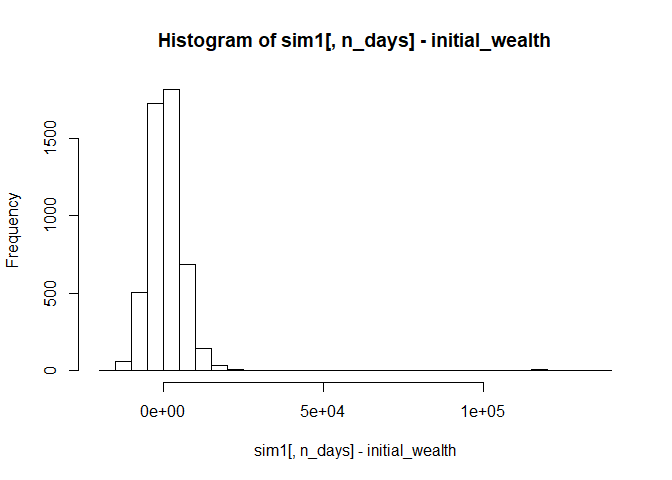 Histogram of sim1[, n_days] - initial_wealth
Frequency
1500
1000
500
0
0e+00 5e+04 1e+05
sim1[, n_days] - initial_wealth